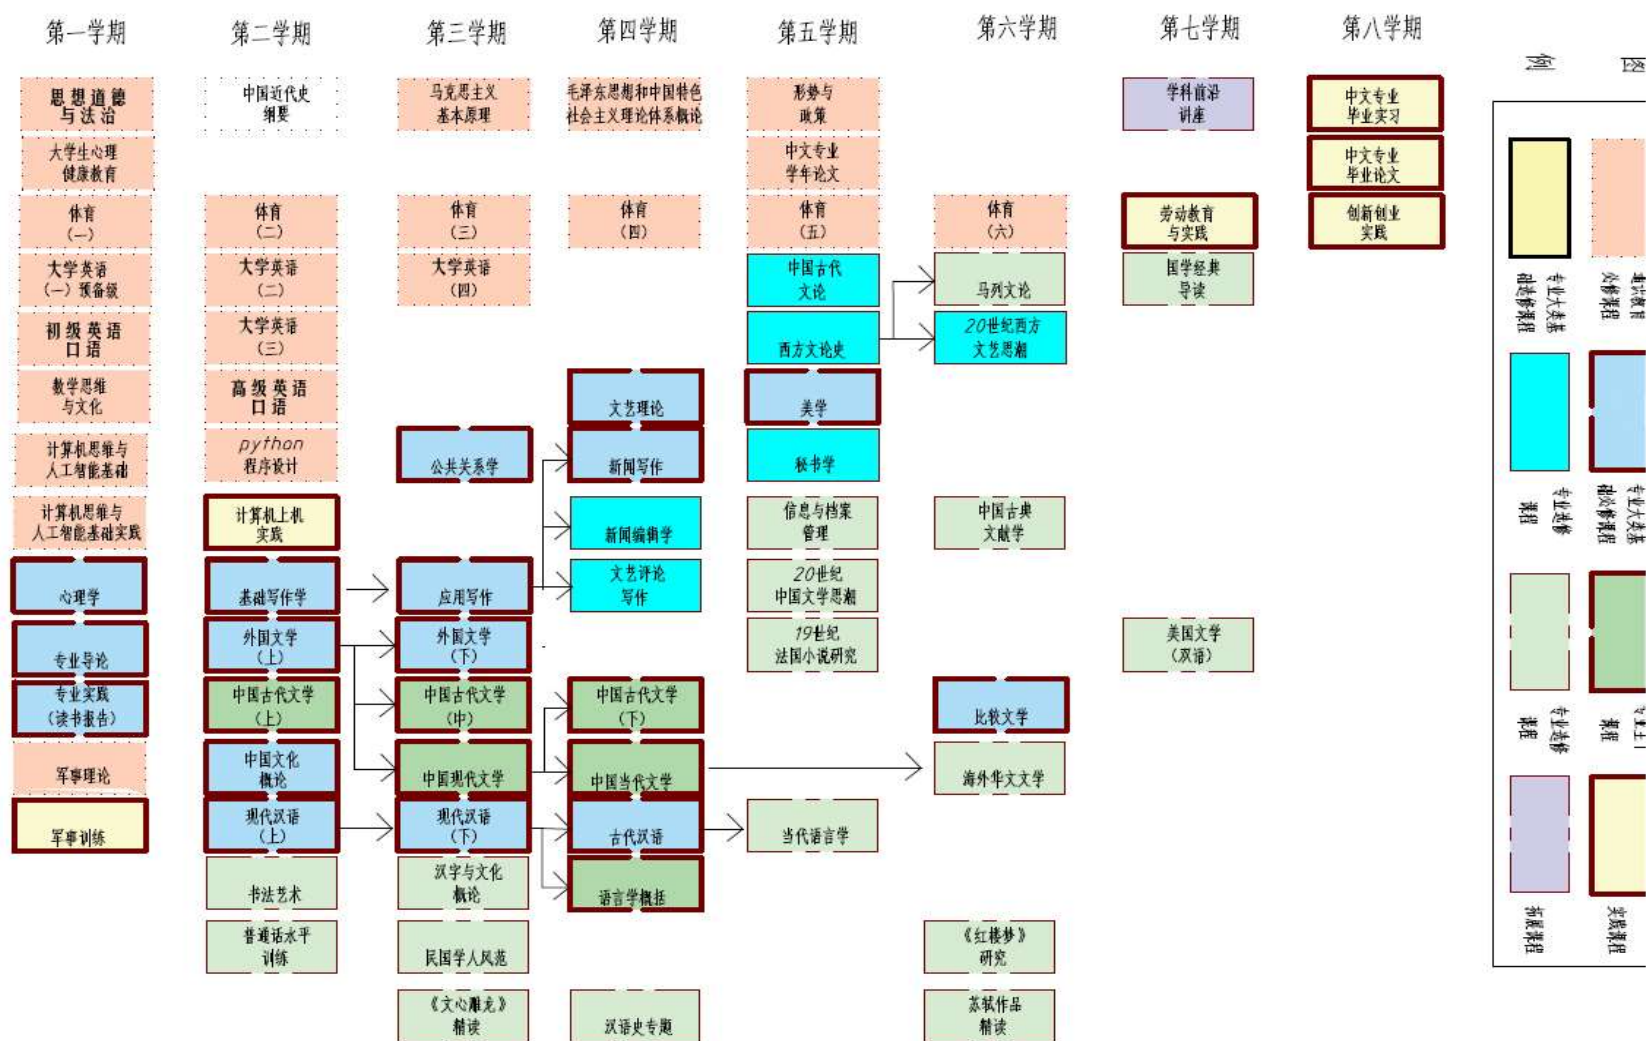 第一学期
第二学期
第三学期
第四学期
第五学期
第六学期
第七学期
第八学期
思想道德
与法治
中国近代史
纲要
马克思主义
基本原理
毛泽东思想和中国特色
社会主义理论体系概论
形势与
政策
学科前沿
讲座
中文专业
毕业实习
大学生心理
健康教育
中文专业
学年论文
中文专业
毕业论文
体育
(一)
体育
(二)
体育
(三)
体育
(四)
体育
(五)
体育
(六)
劳动教育
与实践
创新创业
实践
大学英语
(一)预备级
大学英语
(二)
大学英语
(四)
中国古代
文论
马列文论
国学经典
导读
初级英语
口语
大学英语
(三)
西方文论史
20世纪西方
文艺思潮
数学思维
与文化
高级英语
口语
文艺理论
美学
计算机思维与
人工智能基础
python
程序设计
公共关系学
新闻写作
秘书学
计算机思维与
人工智能基础实践
计算机上机
实践
新闻编辑学
信息与档案
管理
中国古典
文献学
心理学
基础写作学
应用写作
文艺评论
写作
20世纪
中国文学思潮
专业导论
外国文学
(上)
外国文学
(下)
19世纪
法国小说研究
美国文学
(双语)
专业实践
(读书报告)
中国古代文学
(上)
中国古代文学
(中)
中国古代文学
(下)
比较文学
军事理论
中国文化
概论
中国现代文学
中国当代文学
海外华文文学
军事训练
现代汉语
(上)
现代汉语
(下)
古代汉语
当代语言学
书法艺术
汉字与文化
概论
语言学概括
普通话水平
训练
民国学人风范
《红楼梦》
研究
《文心雕龙》
精读
汉语史专题
苏轼作品
精读
图
例
通识教育
必修课程
专业大类基
础选修课程
专业大类基
础必修课程
专业选修
课程
课程
专业选修
课程
实践课程
拓展课程